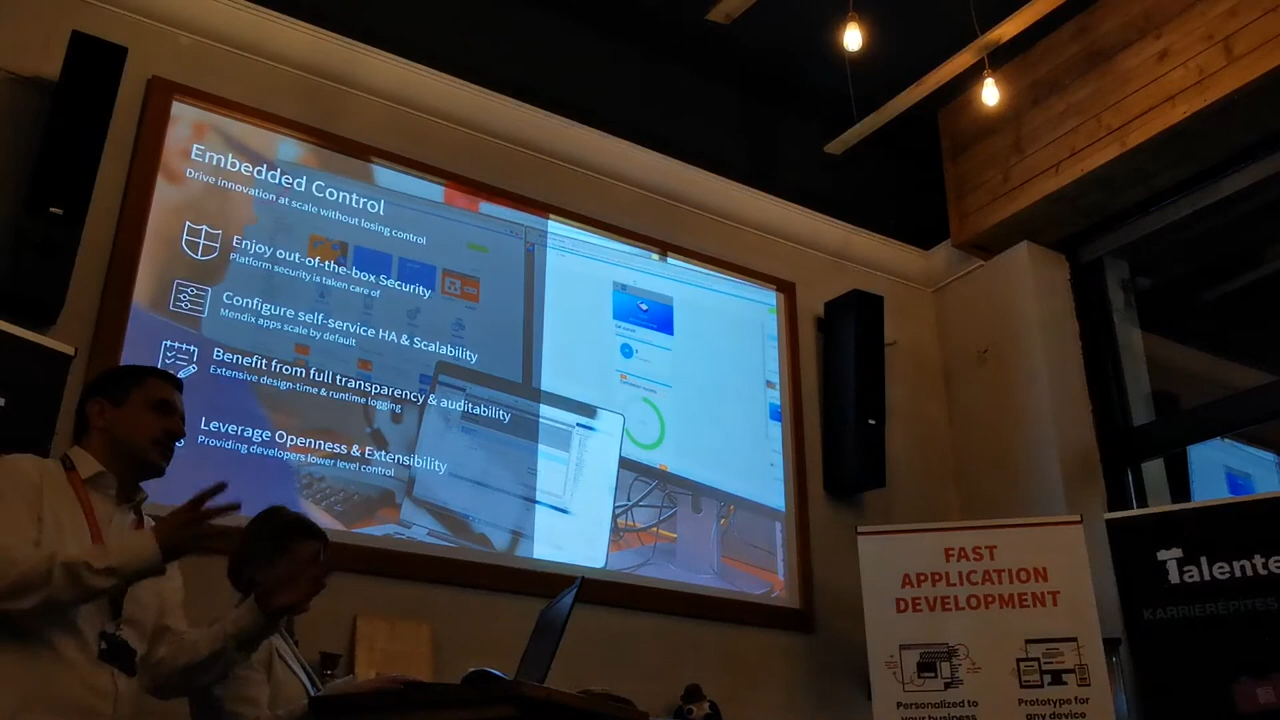 Embedded Control
Drive innovation at scale without losing control
Enjoy out-of-the-box Security
Platform security is taken care of
Configure self-service HA & Scalability
Mendix apps scale by default
Benefit from full transparency & auditability
Extensive design-time & runtime logging
Leverage Openness & Extensibility
Providing developers lower level control
FAST
APPLICATION
DEVELOPMENT
Personalized to
your business
Prototype for
any device
Talente
KARRIERÉPÍTÉS